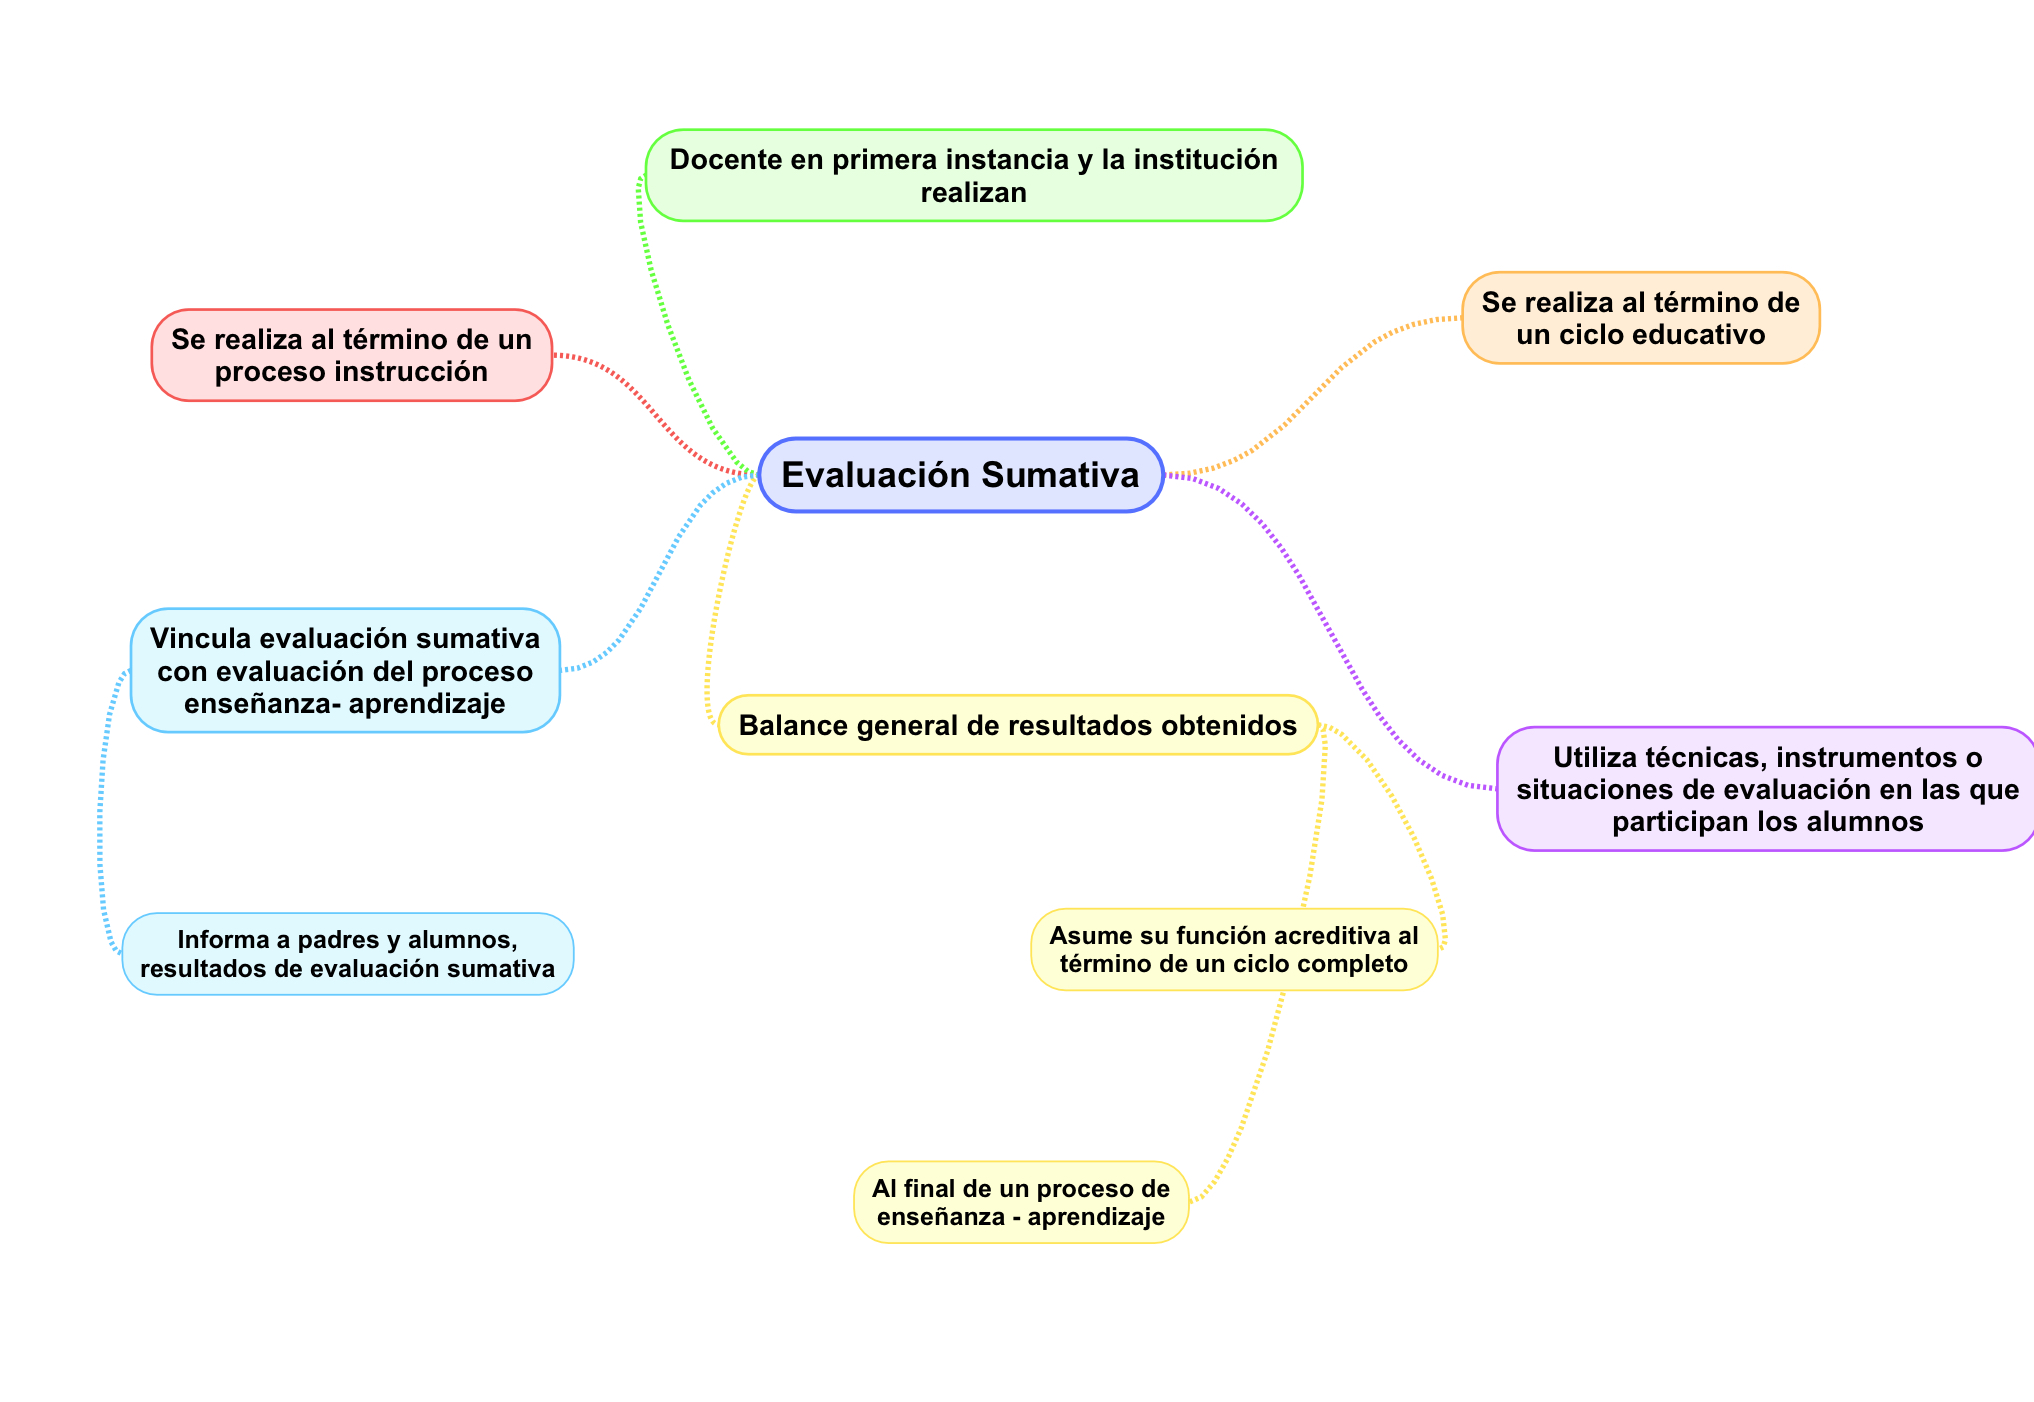 Docente en primera instancia y la institución
realizan
Se realiza al término de
un ciclo educativo
Se realiza al término de un
proceso instrucción
Evaluación Sumativa
Vincula evaluación sumativa
con evaluación del proceso
enseñanza- aprendizaje
Balance general de resultados obtenidos
Utiliza técnicas, instrumentos o
situaciones de evaluación en las que
participan los alumnos
Informa a padres y alumnos,
resultados de evaluación sumativa
Asume su función acreditiva al
término de un ciclo completo
Al final de un proceso de
enseñanza - aprendizaje